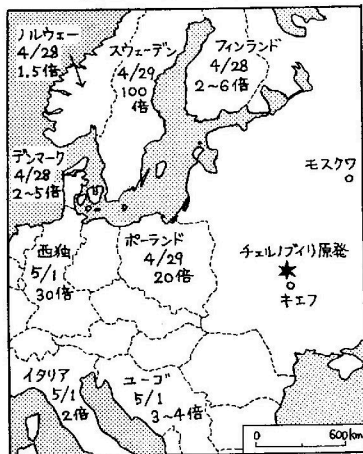 ノルウェー
4/28
1.5倍
スウェーデン
4/29
100
倍
フィンランド
4/28
2~6倍
デンマーク
4/28
2~5倍
モスクワ
西独
5/1
30倍
ポーランド
4/29
20倍
チェルノブイリ原発
キエフ
イタリア
5/1
2倍
ユーゴ
5/1
3~4倍
0 600km